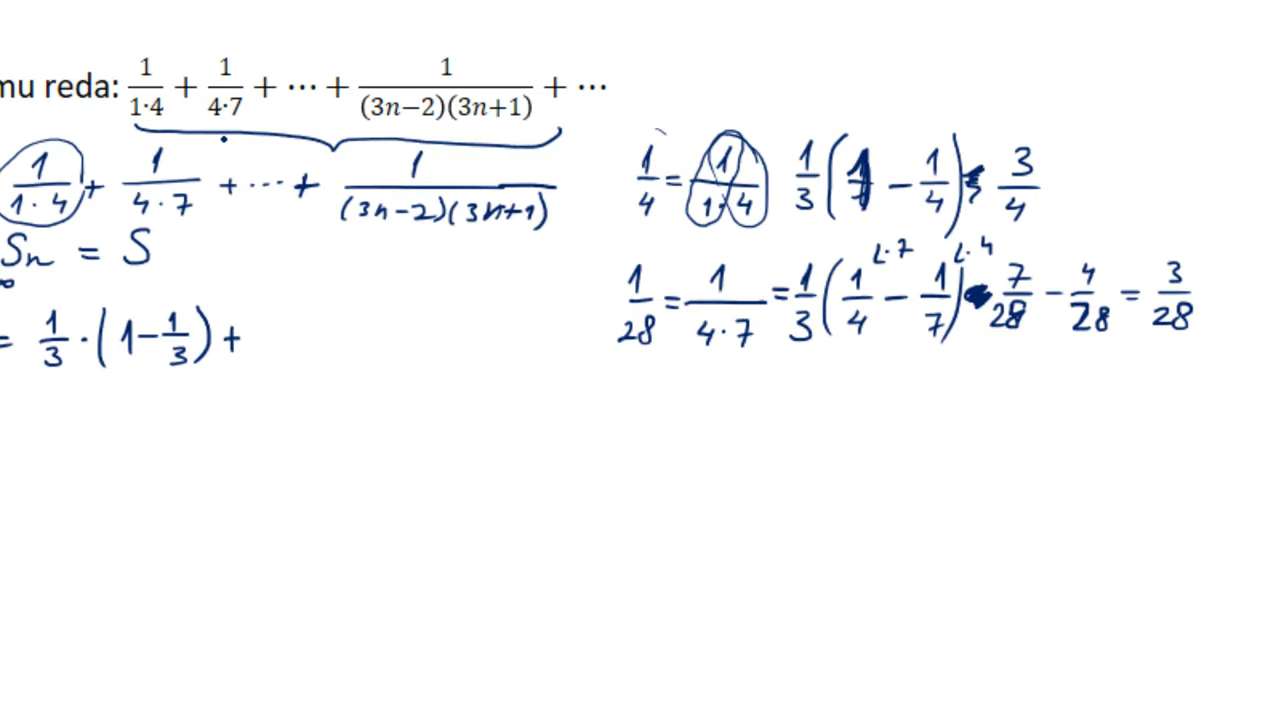 mu reda: 1/(1·4) + 1/(4·7) + ⋯ + 1/((3n−2)(3n+1)) + ⋯
1/(1·4) + 1/(4·7) + ⋯ + 1/((3n−2)(3n+1))
Sn = S
∞
= 1/3 · (1 − 1/3) +
1/4 = 1/(1·4) 1/3 (1 − 1/4) 3/4
L·7 L·4
1/28 = 1/(4·7) = 1/3 (1/4 − 1/7) 7/28 − 4/28 = 3/28